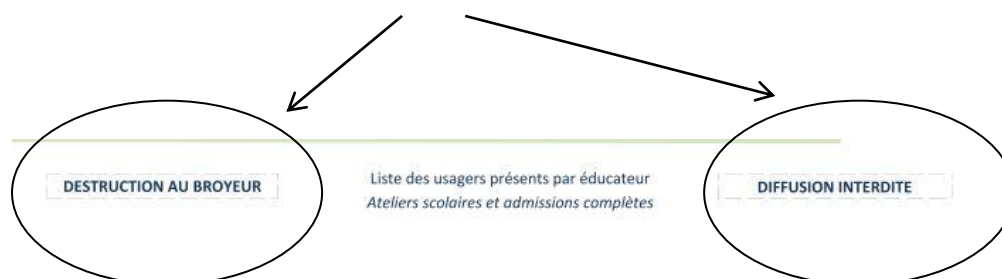 DESTRUCTION AU BROYEUR
Liste des usagers présents par éducateur
Ateliers scolaires et admissions complètes
DIFFUSION INTERDITE